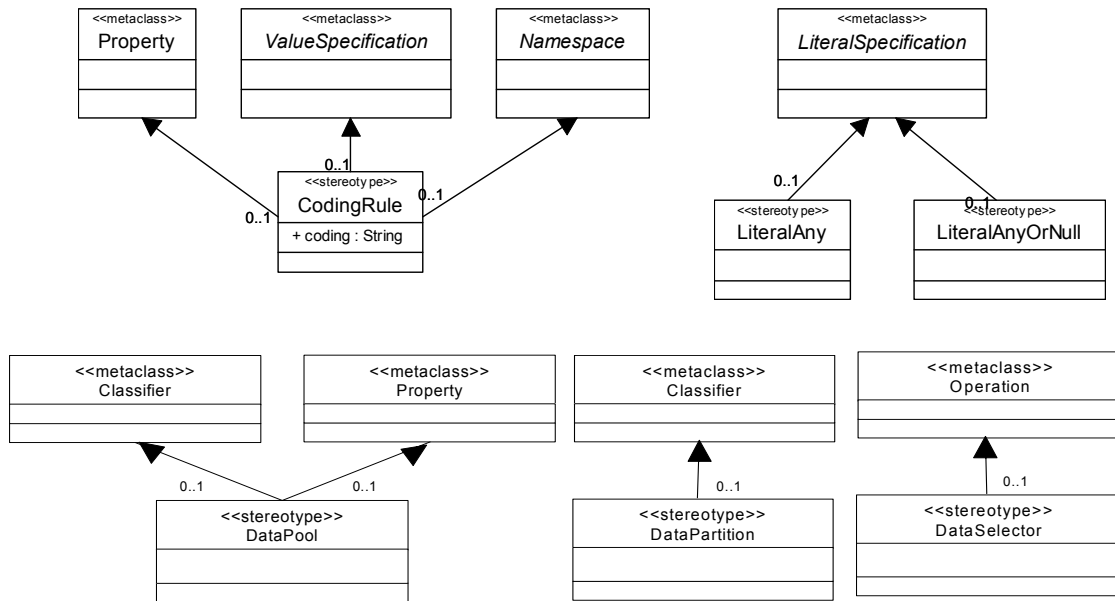 <<metaclass>>
Property
<<metaclass>>
ValueSpecification
<<metaclass>>
Namespace
<<metaclass>>
LiteralSpecification
0..1
0..1
0..1
<<stereotype>>
CodingRule
+ coding : String
0..1
<<stereotype>>
LiteralAny
0..1
<<stereotype>>
LiteralAnyOrNull
<<metaclass>>
Classifier
<<metaclass>>
Property
<<metaclass>>
Classifier
<<metaclass>>
Operation
0..1
0..1
0..1
0..1
<<stereotype>>
DataPool
<<stereotype>>
DataPartition
<<stereotype>>
DataSelector